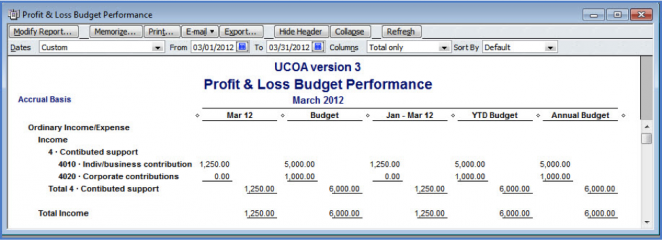 Profit & Loss Budget Performance
Modify Report... Memorize... Print... E-mail Export... Hide Header Collapse Refresh
Dates Custom From 03/01/2012 To 03/31/2012 Columns Total only Sort By Default
UCOA version 3
Profit & Loss Budget Performance
Accrual Basis March 2012
Mar 12 Budget Jan - Mar 12 YTD Budget Annual Budget
Ordinary Income/Expense
Income
4 · Contibuted support
4010 · Indiv/business contribution 1,250.00 5,000.00 1,250.00 5,000.00 5,000.00
4020 · Corporate contributions 0.00 1,000.00 0.00 1,000.00 1,000.00
Total 4 · Contibuted support 1,250.00 6,000.00 1,250.00 6,000.00 6,000.00
Total Income 1,250.00 6,000.00 1,250.00 6,000.00 6,000.00